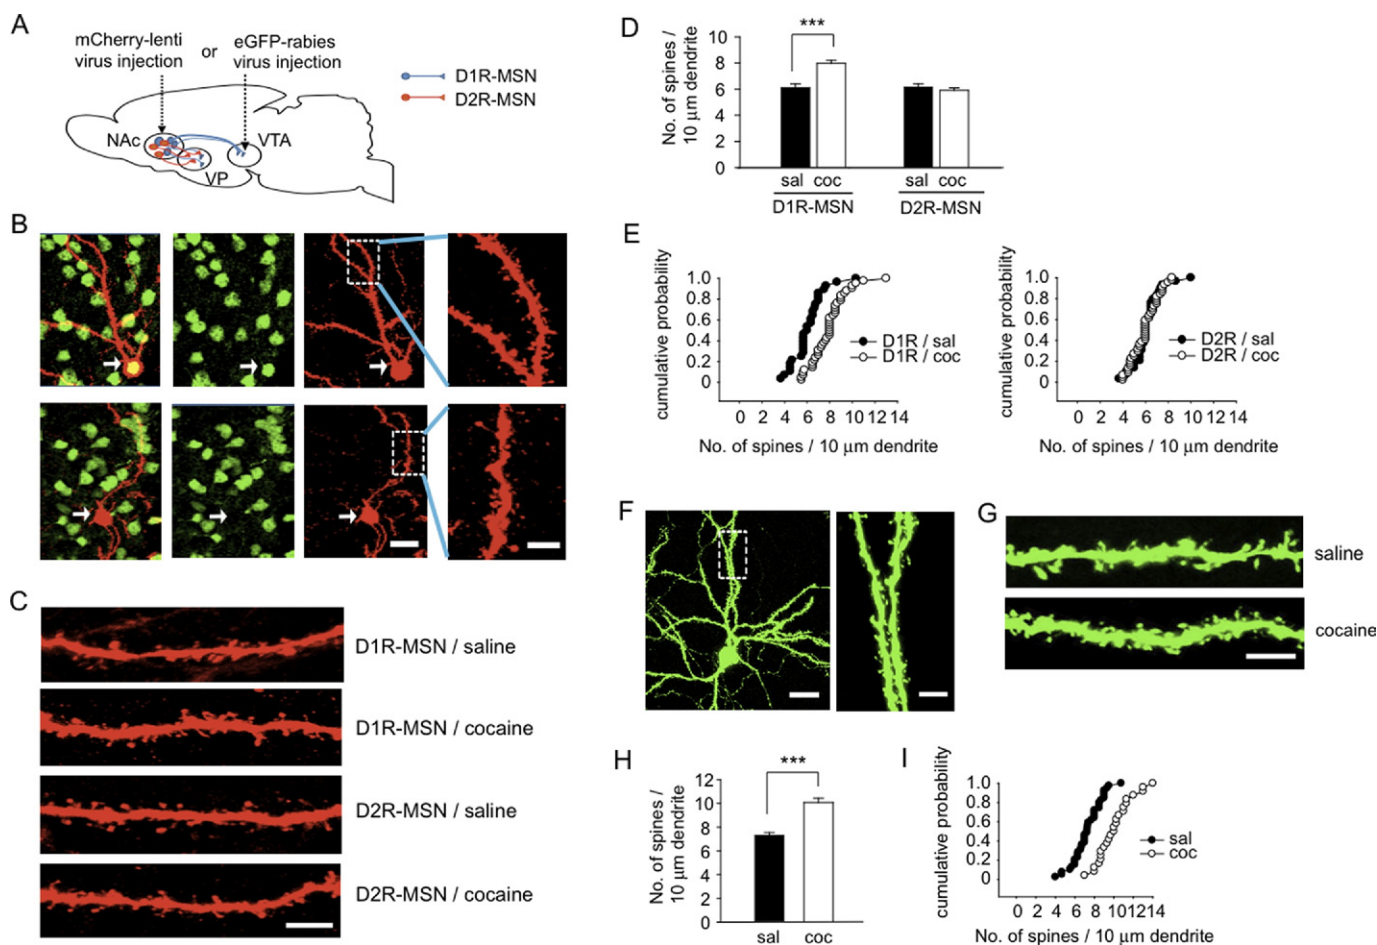 A
mCherry-lenti
virus injection
or
eGFP-rabies
virus injection
D1R-MSN
D2R-MSN
NAc
VTA
VP
B
C
D1R-MSN / saline
D1R-MSN / cocaine
D2R-MSN / saline
D2R-MSN / cocaine
D
No. of spines /
10 μm dendrite
10
8
6
4
2
0
***
sal coc
sal coc
D1R-MSN
D2R-MSN
E
cumulative probability
1.0
0.8
0.6
0.4
0.2
0
D1R / sal
D1R / coc
0 2 4 6 8 10 12 14
No. of spines / 10 μm dendrite
cumulative probability
1.0
0.8
0.6
0.4
0.2
0
D2R / sal
D2R / coc
0 2 4 6 8 10 12 14
No. of spines / 10 μm dendrite
F
G
saline
cocaine
H
No. of spines /
10 μm dendrite
12
10
8
6
4
2
0
***
sal coc
I
cumulative probability
1.0
0.8
0.6
0.4
0.2
0
sal
coc
0 2 4 6 8 10 12 14
No. of spines / 10 μm dendrite